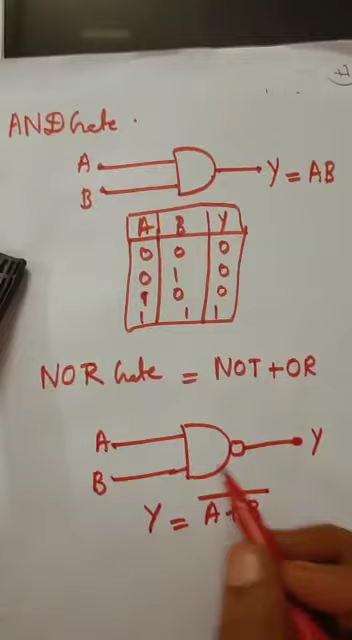 AND Gate.
A
B
Y = AB
A B Y
0 0 0
0 1 0
1 0 0
1 1 1
NOR Gate = NOT+OR
A
B
Y
Y = A+B